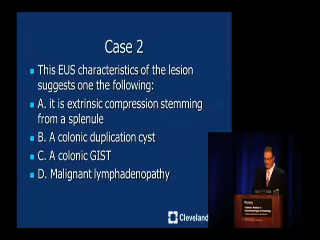 Case 2
This EUS characteristics of the lesion
suggests one the following:
A. it is extrinsic compression stemming
from a splenule
B. A colonic duplication cyst
C. A colonic GIST
D. Malignant lymphadenopathy
Cleveland